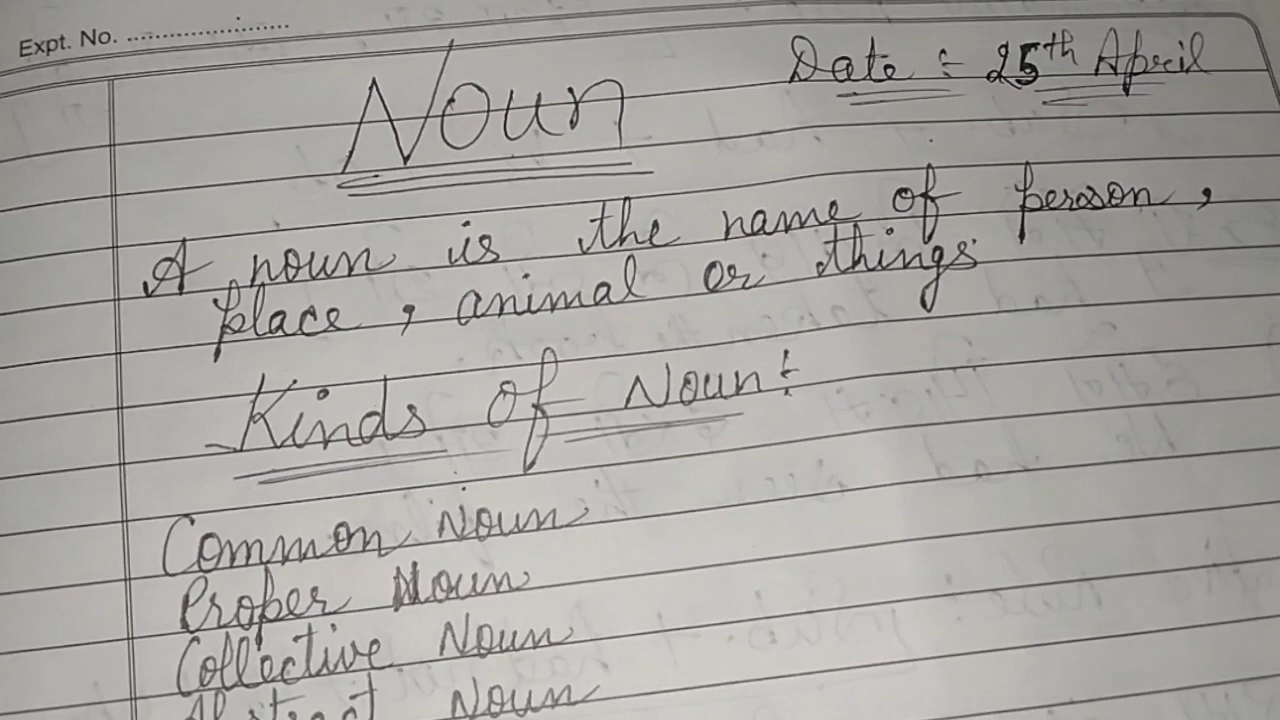 Expt. No. ........................
Date :- 25th April
Noun
A noun is the name of person,
place, animal or things.
Kinds of Noun :-
Common Noun
Proper Noun
Collective Noun
Abstract Noun